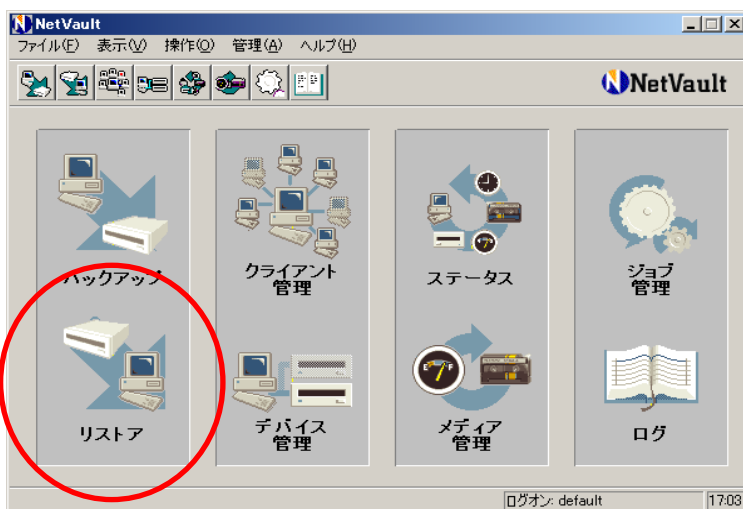 NetVault
ファイル(F) 表示(V) 操作(O) 管理(A) ヘルプ(H)
NetVault
バックアップ
クライアント
管理
ステータス
ジョブ
管理
リストア
デバイス
管理
E F
メディア
管理
ログ
ログオン: default 17:03